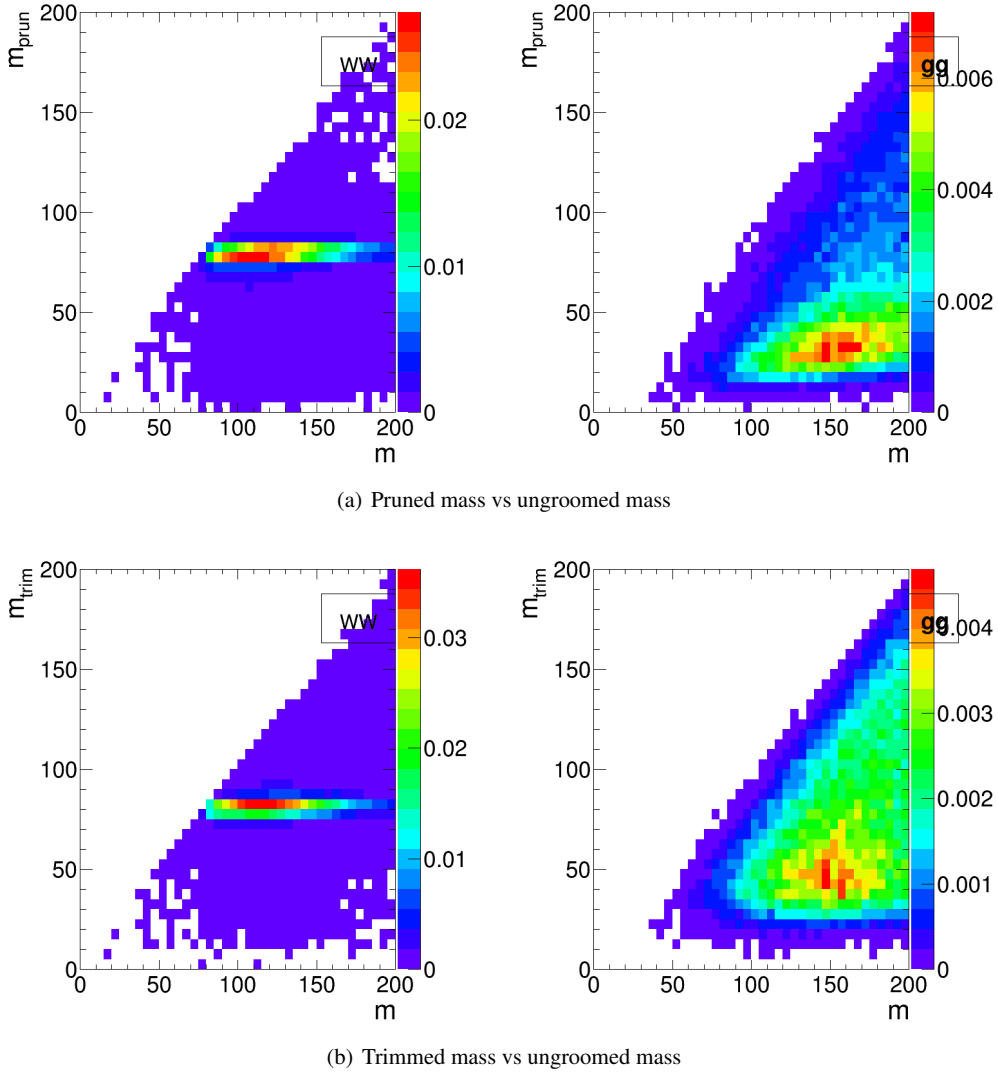 m_prun 200 150 100 50 0
WW
0.02 0.01 0
0 50 100 150 200
m
m_prun 200 150 100 50 0
gg
0.006 0.004 0.002 0
0 50 100 150 200
m
(a) Pruned mass vs ungroomed mass
m_trim 200 150 100 50 0
WW
0.03 0.02 0.01 0
0 50 100 150 200
m
m_trim 200 150 100 50 0
gg
0.004 0.003 0.002 0.001 0
0 50 100 150 200
m
(b) Trimmed mass vs ungroomed mass